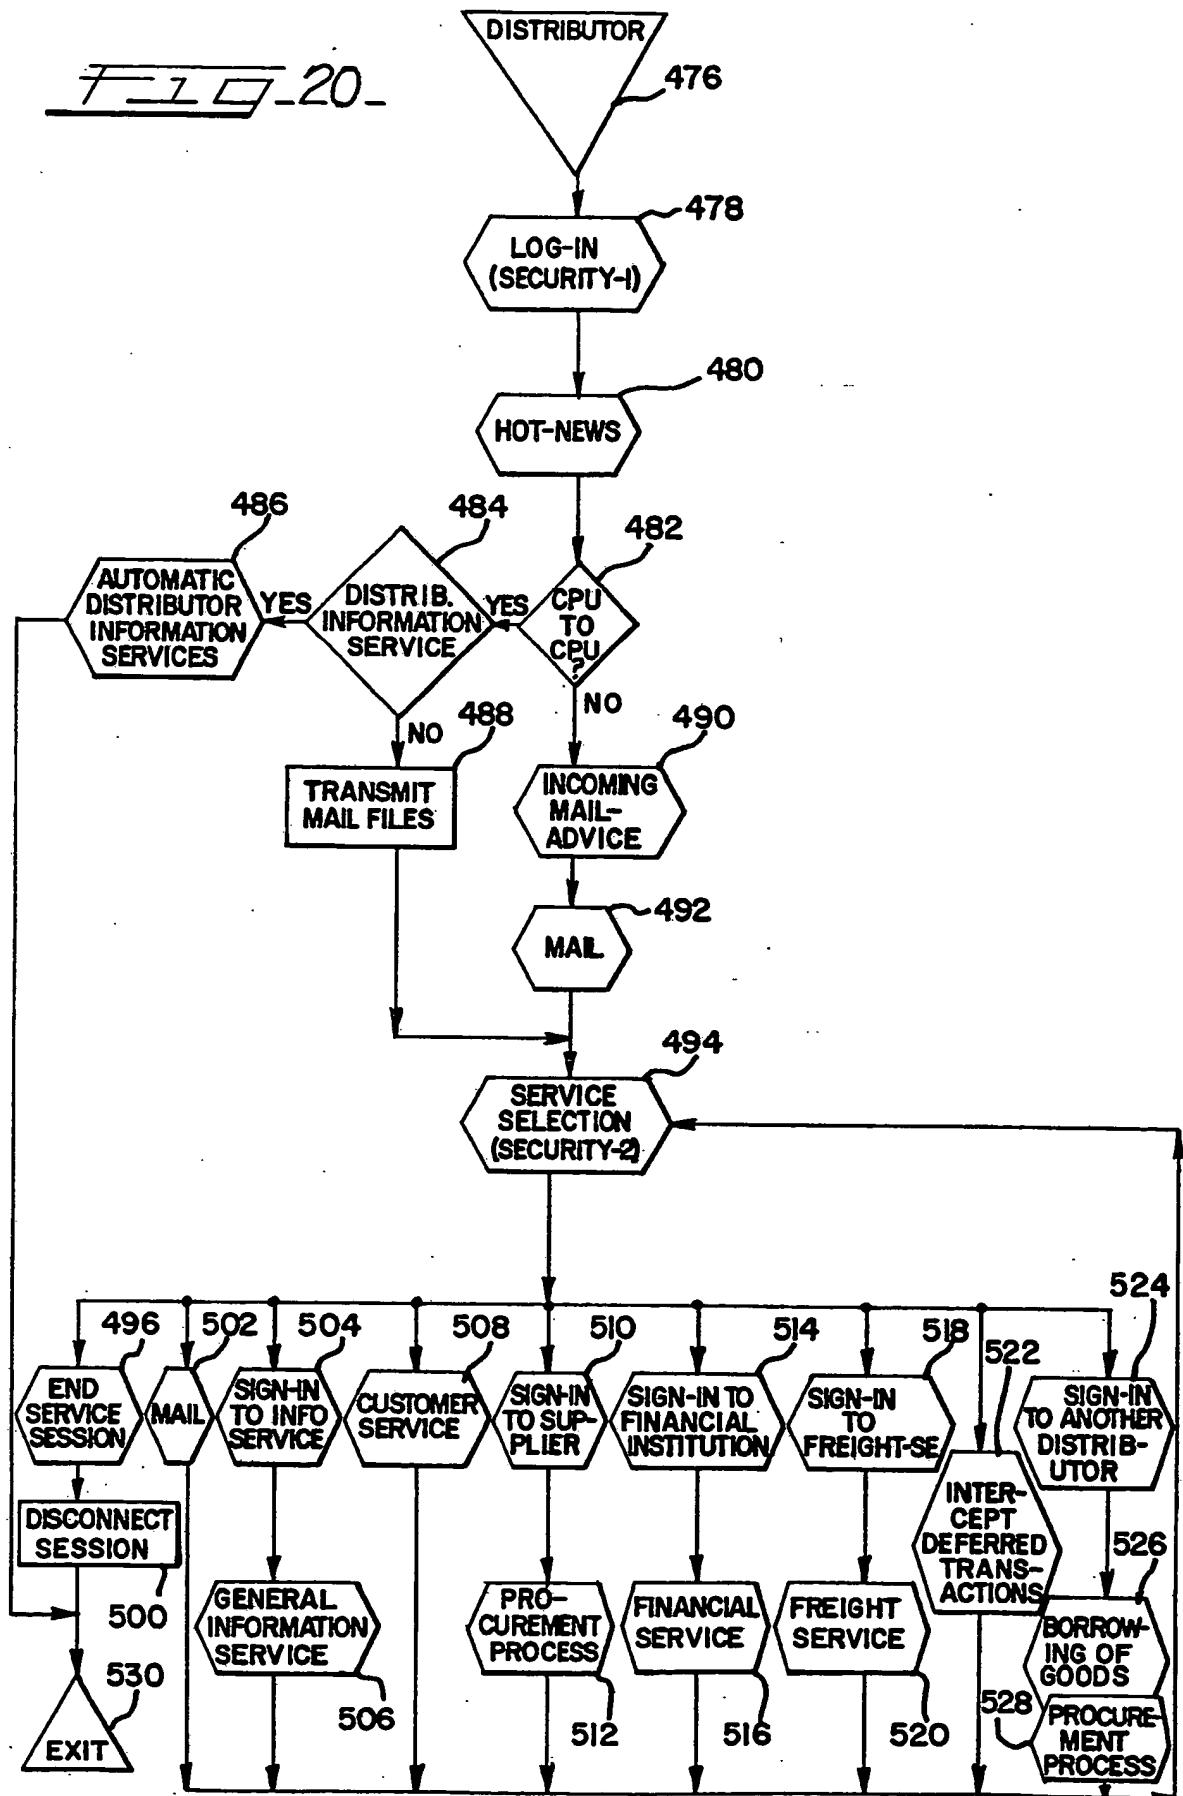 DISTRIBUTOR
Fig-20-
476
478
LOG-IN
(SECURITY-1)
480
HOT-NEWS
486
484
482
AUTOMATIC
DISTRIBUTOR
INFORMATION
SERVICES
YES
DISTRIB.
INFORMATION
SERVICE
YES
CPU
TO
CPU
?
NO
488
NO
490
TRANSMIT
MAIL FILES
INCOMING
MAIL-
ADVICE
492
MAIL
494
SERVICE
SELECTION
(SECURITY-2)
496
502
504
508
510
514
518
522
524
END
SERVICE
SESSION
MAIL
SIGN-IN
TO INFO
SERVICE
CUSTOMER
SERVICE
SIGN-IN
TO SUP-
PLIER
SIGN-IN TO
FINANCIAL
INSTITUTION
SIGN-IN
TO
FREIGHT-SE
SIGN-IN
TO ANOTHER
DISTRIB-
UTOR
INTER-
CEPT
DEFERRED
TRANS-
ACTIONS
DISCONNECT
SESSION
500
526
GENERAL
INFORMATION
SERVICE
506
PRO-
CUREMENT
PROCESS
512
FINANCIAL
SERVICE
516
FREIGHT
SERVICE
520
BORROW-
ING OF
GOODS
528
PROCURE-
MENT
PROCESS
530
EXIT